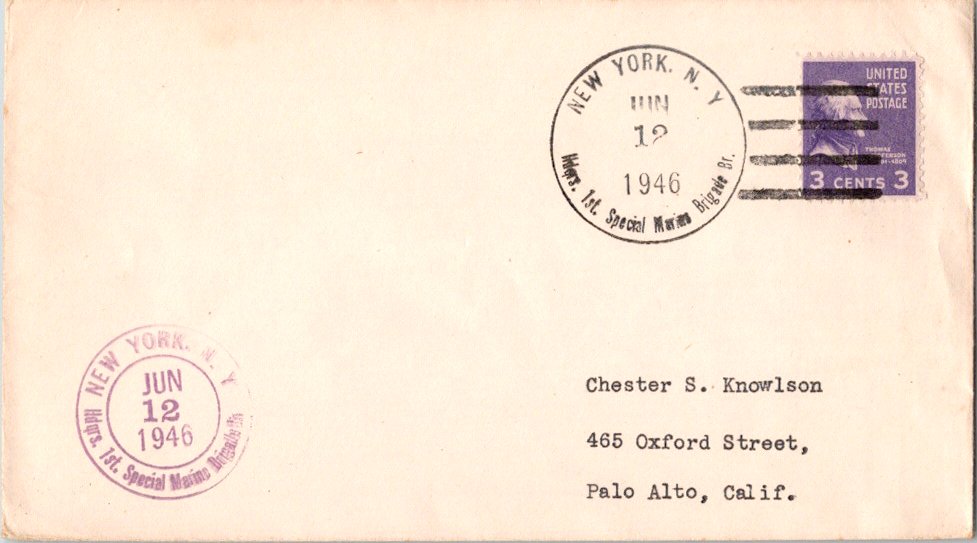 NEW YORK. N. Y
JUN
12
1946
Hdqrs. 1st. Special Marine Brigade Br.
UNITED
STATES
POSTAGE
THOMAS
3 CENTS 3
NEW YORK. N. Y
JUN
12
1946
Hdqrs. 1st. Special Marine Brigade Br.
Chester S. Knowlson
465 Oxford Street,
Palo Alto, Calif.